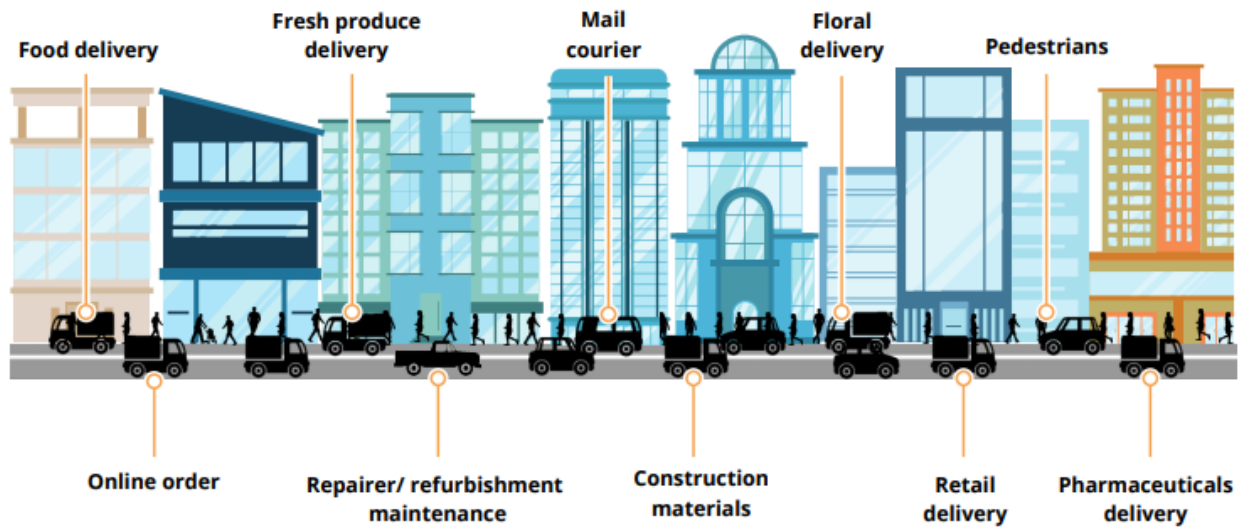 Food delivery
Fresh produce
delivery
Mail
courier
Floral
delivery
Pedestrians
Online order
Repairer/ refurbishment
maintenance
Construction
materials
Retail
delivery
Pharmaceuticals
delivery